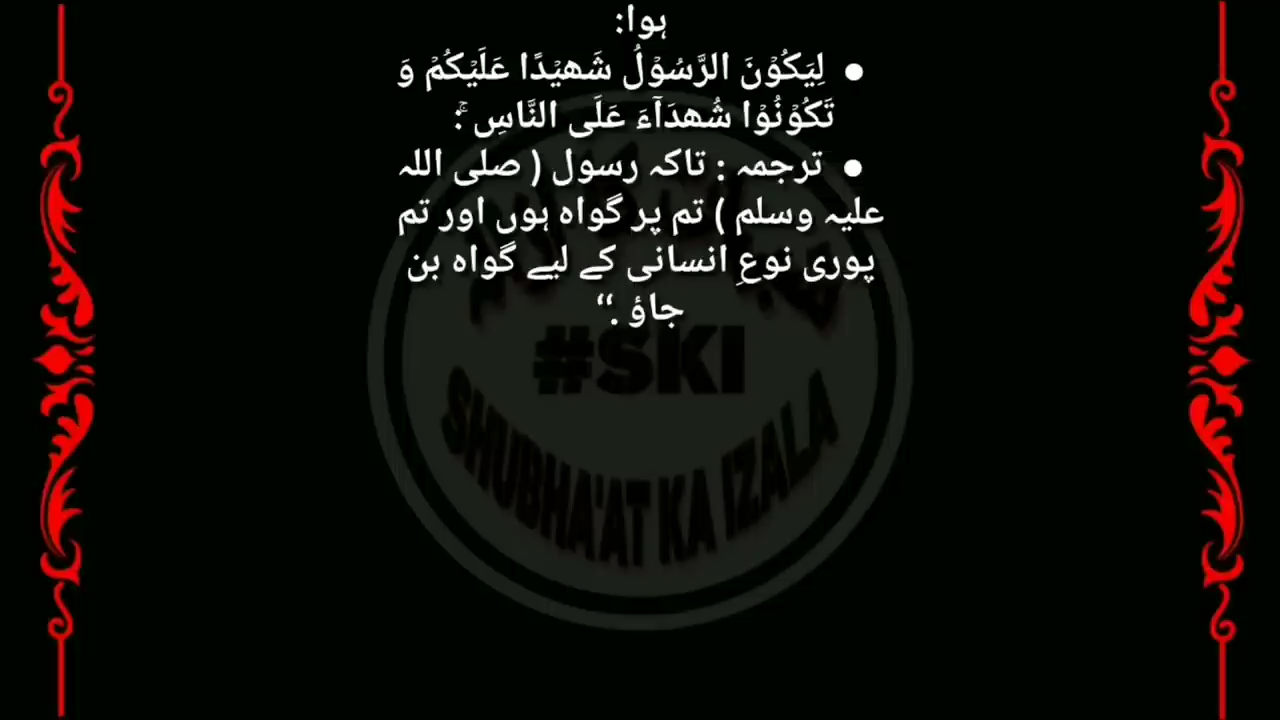 ہوا:
● لِيَكُوۡنَ الرَّسُوۡلُ شَهِيۡدًا عَلَيۡكُمۡ وَ
تَكُوۡنُوۡا شُهَدَآءَ عَلَى النَّاسِ ۚ:
● ترجمہ : تاکہ رسول ( صلی اللہ
علیہ وسلم ) تم پر گواہ ہوں اور تم
پوری نوعِ انسانی کے لیے گواہ بن
جاؤ .‘‘
#SKI
SHUBHA'AT KA IZALA